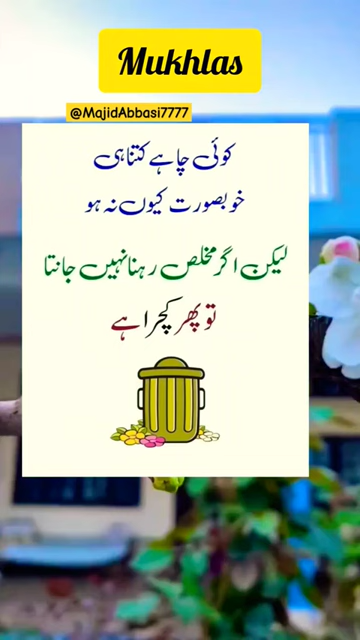 Mukhlas
@MajidAbbasi7777
کوئی چاہے کتنا ہی
خوبصورت کیوں نہ ہو
لیکن اگر مخلص رہنا نہیں جانتا
تو پھر کچرا ہے